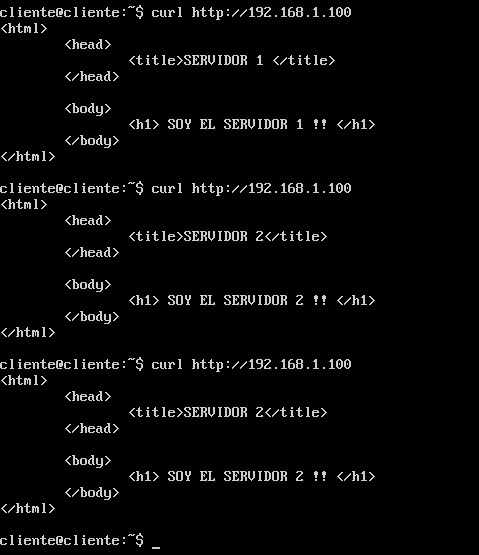 cliente@cliente:~$ curl http://192.168.1.100
<html>
        <head>
                <title>SERVIDOR 1 </title>
        </head>

        <body>
                <h1> SOY EL SERVIDOR 1 !! </h1>
        </body>
</html>

cliente@cliente:~$ curl http://192.168.1.100
<html>
        <head>
                <title>SERVIDOR 2</title>
        </head>

        <body>
                <h1> SOY EL SERVIDOR 2 !! </h1>
        </body>
</html>

cliente@cliente:~$ curl http://192.168.1.100
<html>
        <head>
                <title>SERVIDOR 2</title>
        </head>

        <body>
                <h1> SOY EL SERVIDOR 2 !! </h1>
        </body>
</html>

cliente@cliente:~$ _